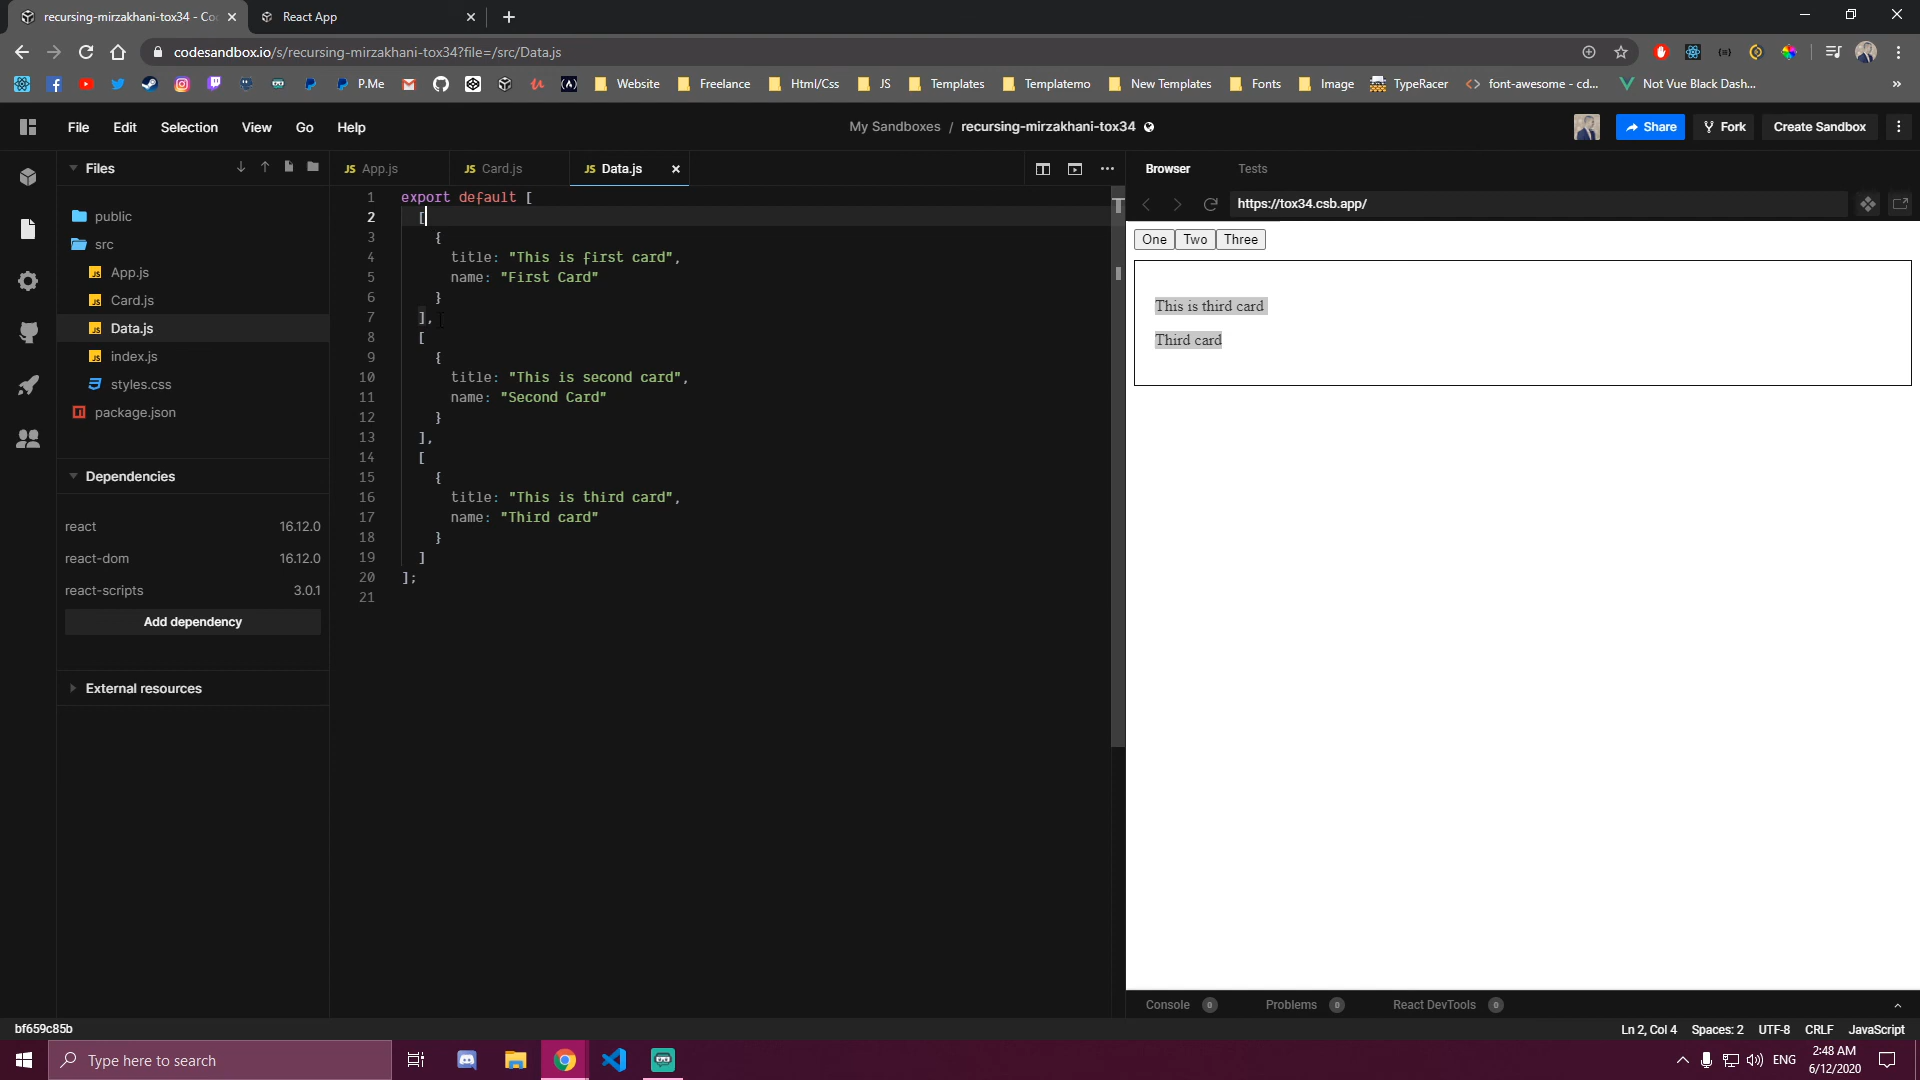 recursing-mirzakhani-tox34 - Co
React App
codesandbox.io/s/recursing-mirzakhani-tox34?file=/src/Data.js
P.Me
Website
Freelance
Html/Css
JS
Templates
Templatemo
New Templates
Fonts
Image
TypeRacer
font-awesome - cd...
Not Vue Black Dash...
File Edit Selection View Go Help
My Sandboxes / recursing-mirzakhani-tox34
Share
Fork
Create Sandbox
Files
public
src
JS App.js
JS Card.js
JS Data.js
JS index.js
styles.css
package.json
Dependencies
react 16.12.0
react-dom 16.12.0
react-scripts 3.0.1
Add dependency
External resources
JS App.js
JS Card.js
JS Data.js
1 export default [
2 [
3 {
4 title: "This is first card",
5 name: "First Card"
6 }
7 ],
8 [
9 {
10 title: "This is second card",
11 name: "Second Card"
12 }
13 ],
14 [
15 {
16 title: "This is third card",
17 name: "Third card"
18 }
19 ]
20 ];
21
Browser Tests
https://tox34.csb.app/
One Two Three
This is third card
Third card
Console 0
Problems 0
React DevTools 0
bf659c85b
Ln 2, Col 4 Spaces: 2 UTF-8 CRLF JavaScript
Type here to search
ENG
2:48 AM
6/12/2020